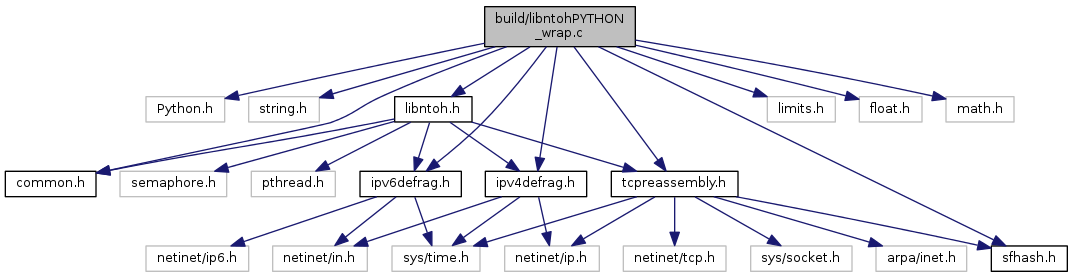 build/libntohPYTHON
_wrap.c
Python.h
string.h
libntoh.h
limits.h
float.h
math.h
common.h
semaphore.h
pthread.h
ipv6defrag.h
ipv4defrag.h
tcpreassembly.h
netinet/ip6.h
netinet/in.h
sys/time.h
netinet/ip.h
netinet/tcp.h
sys/socket.h
arpa/inet.h
sfhash.h